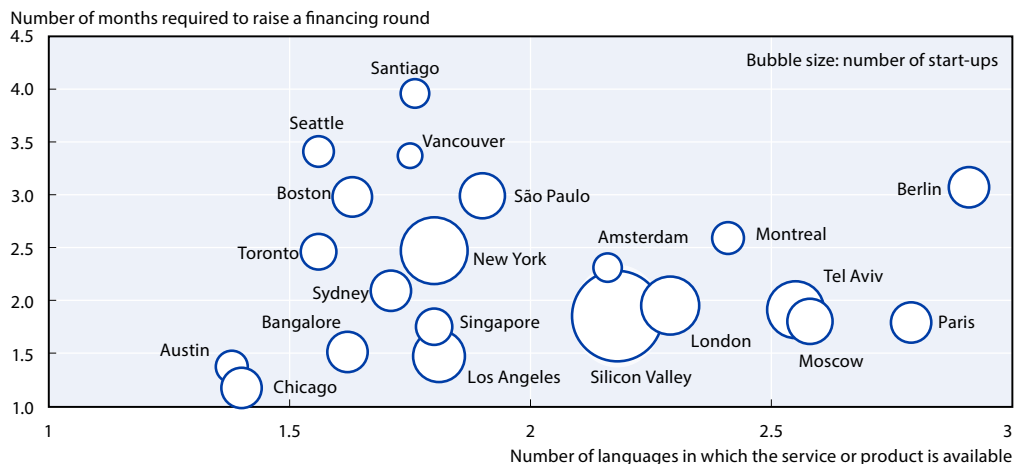 Number of months required to raise a financing round
4.5
Bubble size: number of start-ups
Santiago
4.0
Seattle
3.5
Vancouver
Boston
3.0
São Paulo
Berlin
Toronto
2.5
New York
Amsterdam
Montreal
Sydney
2.0
Tel Aviv
Bangalore
Singapore
London
Paris
Austin
1.5
Moscow
Chicago
Los Angeles
Silicon Valley
1.0
1 1.5 2 2.5 3
Number of languages in which the service or product is available